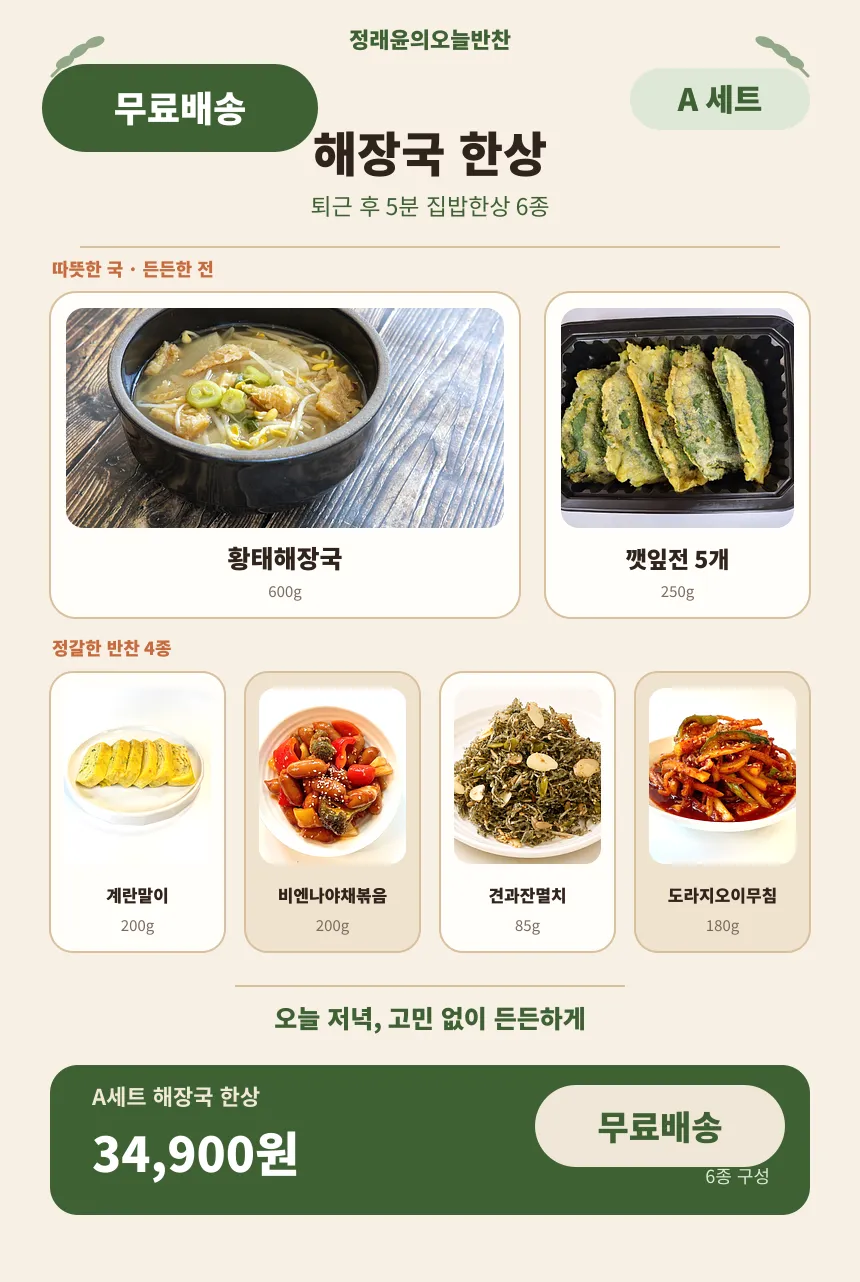 정래윤의오늘반찬
무료배송
A 세트
해장국 한상
퇴근 후 5분 집밥한상 6종
따뜻한 국 · 든든한 전
황태해장국
600g
깻잎전 5개
250g
정갈한 반찬 4종
계란말이
200g
비엔나야채볶음
200g
견과잔멸치
85g
도라지오이무침
180g
오늘 저녁, 고민 없이 든든하게
A세트 해장국 한상
34,900원
무료배송
6종 구성